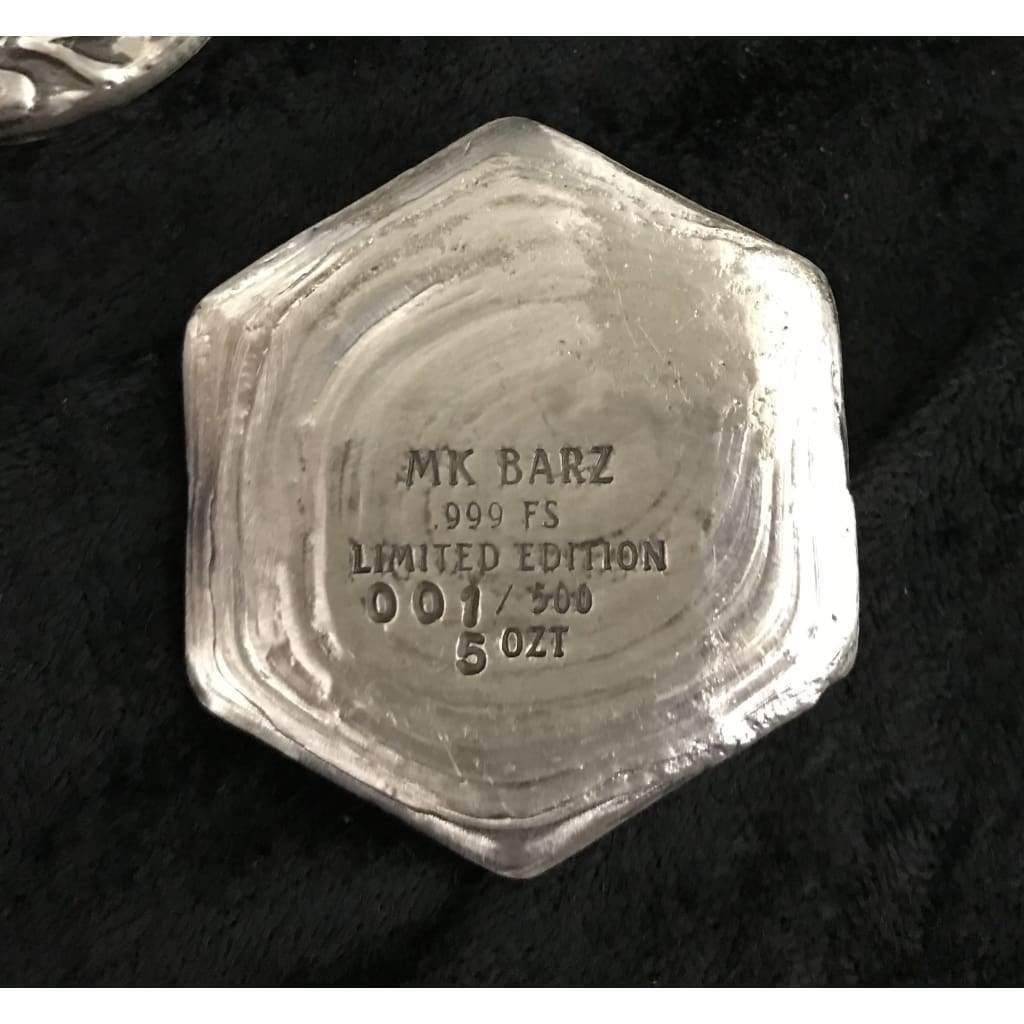 MK BARZ
.999 FS
LIMITED EDITION
001/500
5 OZT